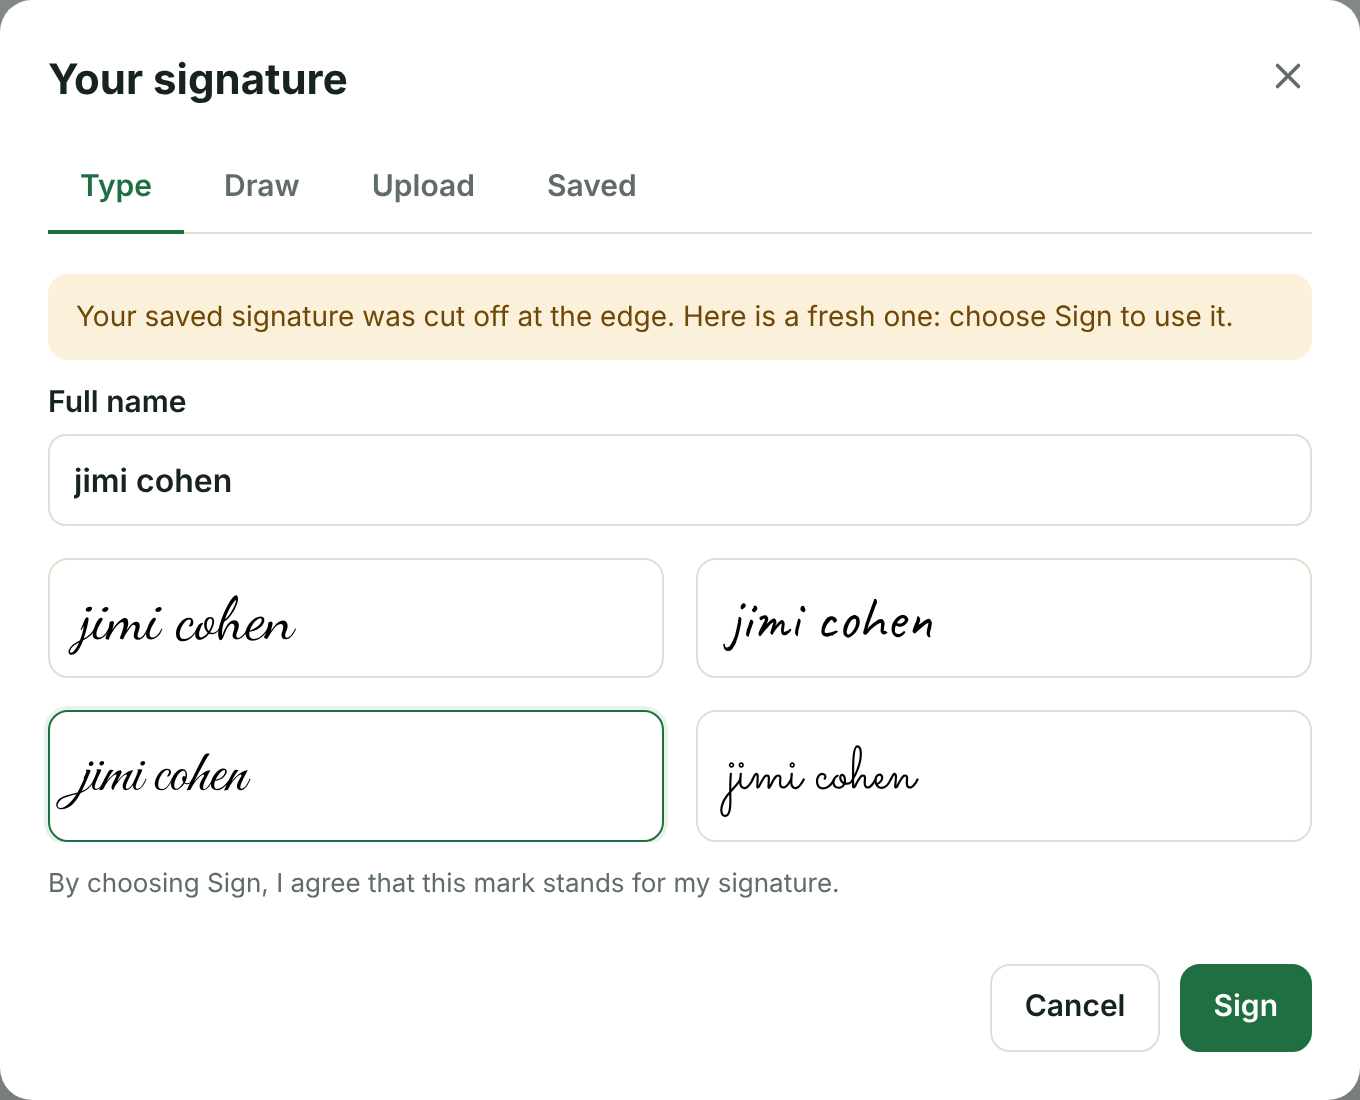 Your signature
Type Draw Upload Saved
Your saved signature was cut off at the edge. Here is a fresh one: choose Sign to use it.
Full name
jimi cohen
jimi cohen jimi cohen
jimi cohen jimi cohen
By choosing Sign, I agree that this mark stands for my signature.
Cancel Sign